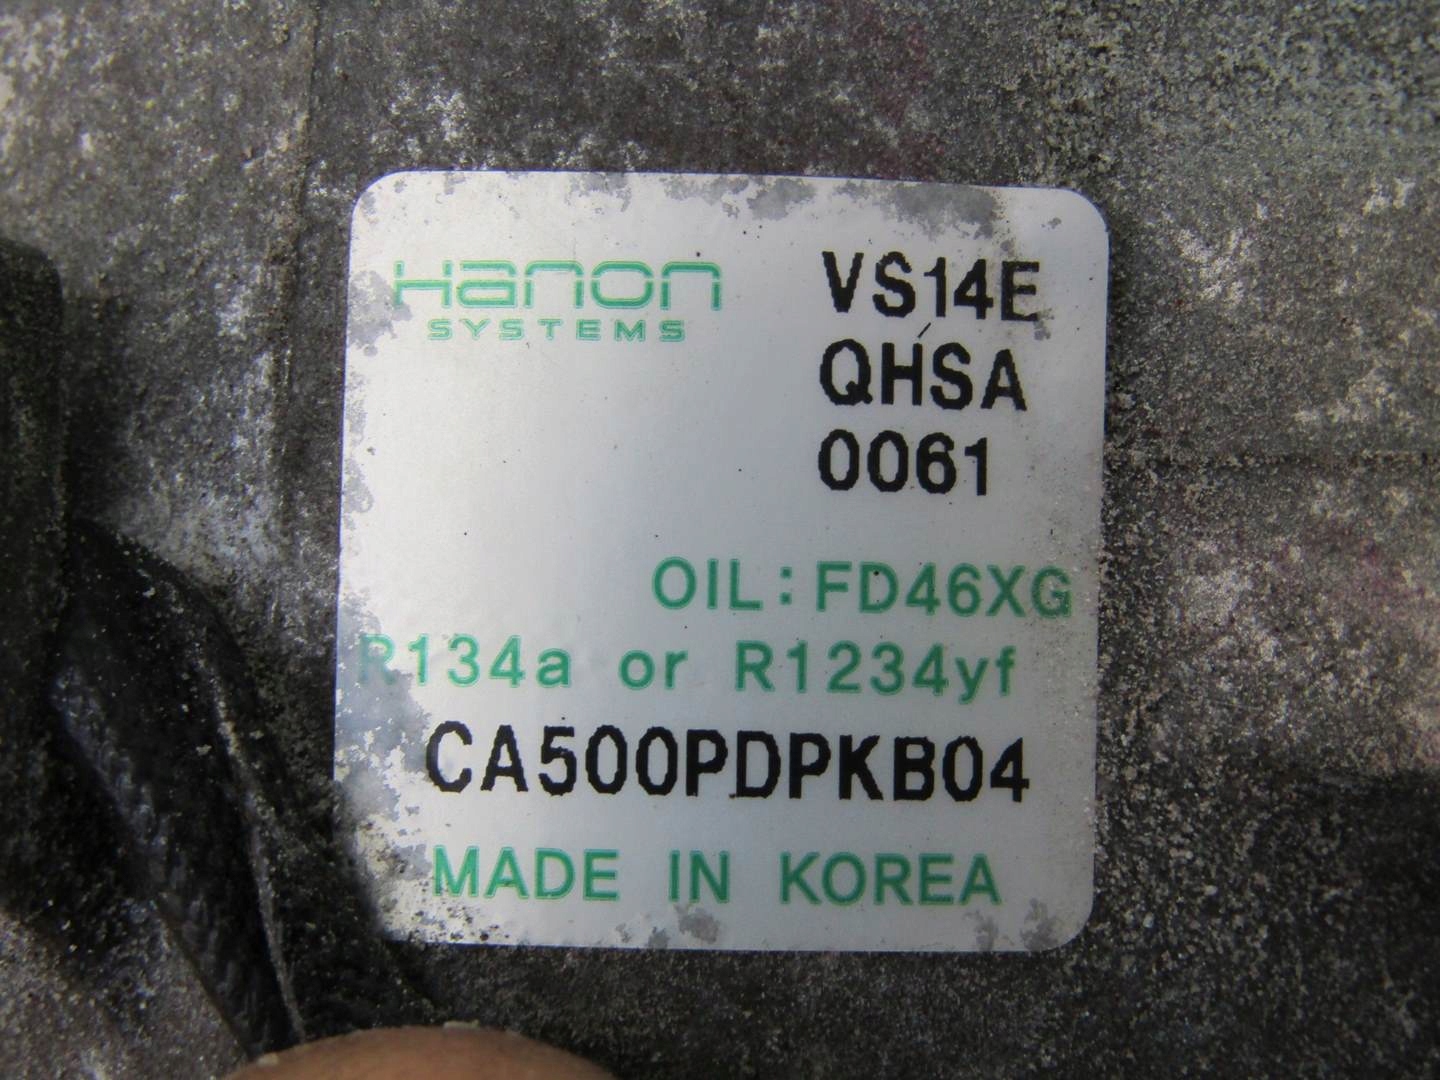 Hanon
SYSTEMS
VS14E
QHSA
0061
OIL:FD46XG
R134a or R1234yf
CA500PDPKB04
MADE IN KOREA